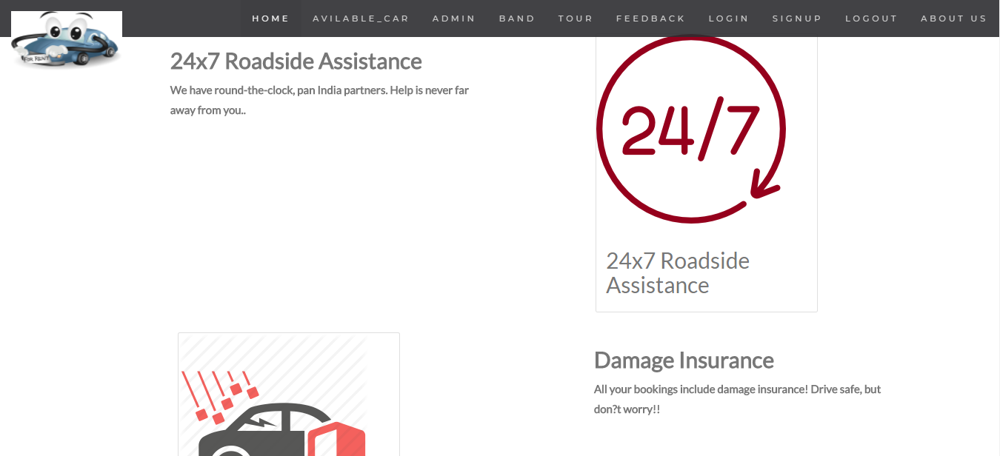 HOME AVILABLE_CAR ADMIN BAND TOUR FEEDBACK LOGIN SIGNUP LOGOUT ABOUT US
FOR RENT
24x7 Roadside Assistance
We have round-the-clock, pan India partners. Help is never far
away from you..
24/7
24x7 Roadside
Assistance
Damage Insurance
All your bookings include damage insurance! Drive safe, but
don?t worry!!